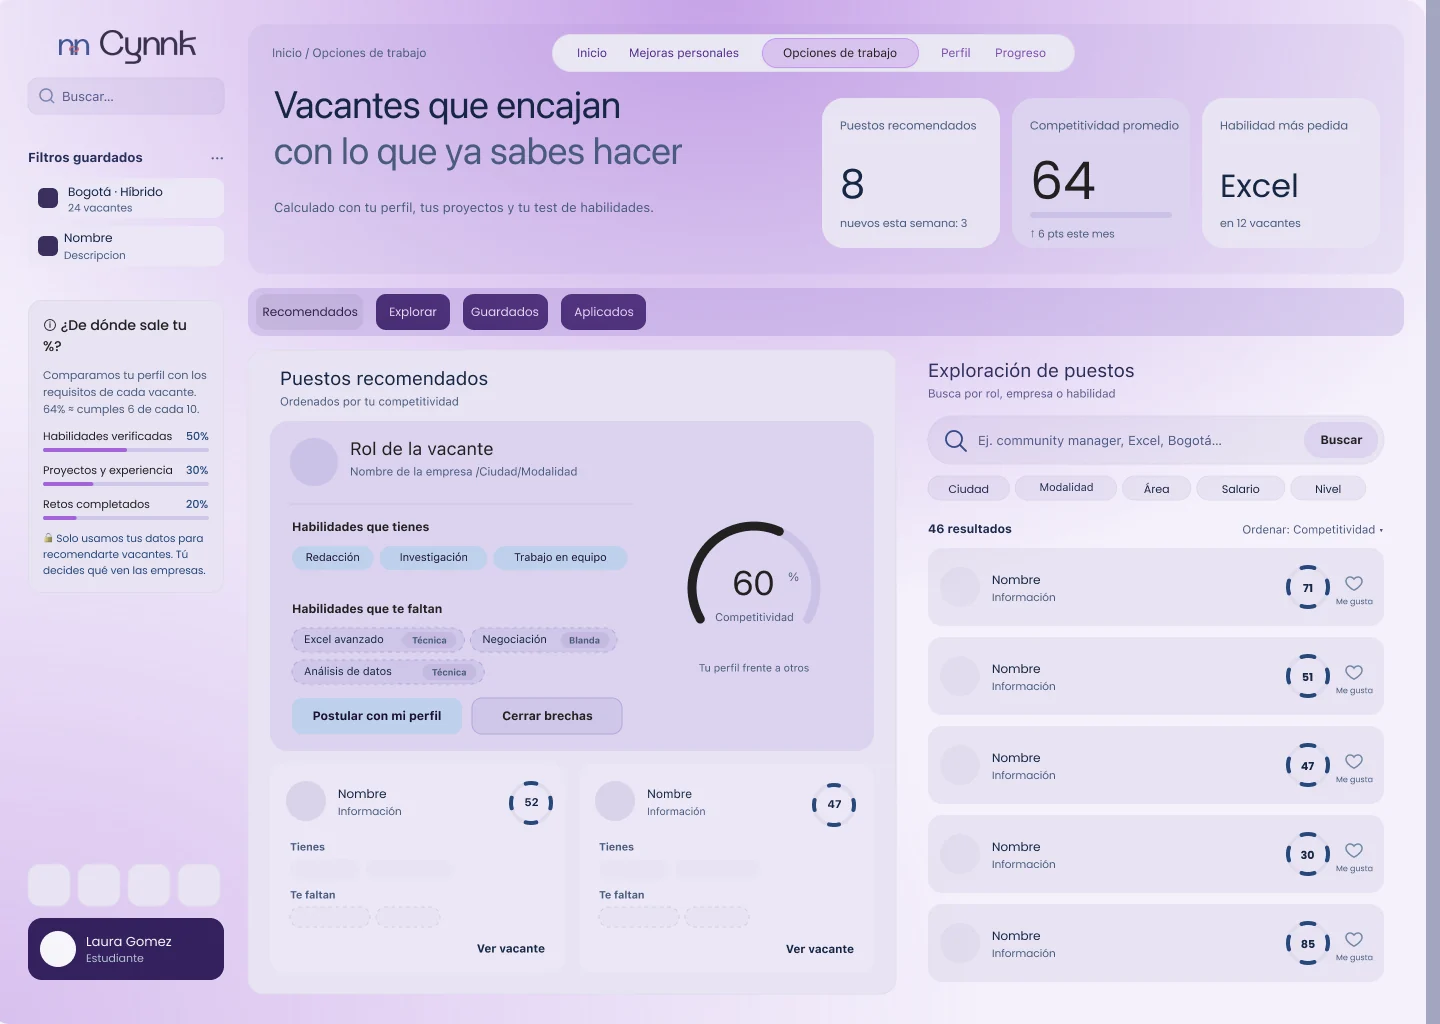 nn Cynnk
Buscar...
Filtros guardados ...
Bogotá · Híbrido
24 vacantes
Nombre
Descripcion
¿De dónde sale tu
%?
Comparamos tu perfil con los
requisitos de cada vacante.
64% ≈ cumples 6 de cada 10.
Habilidades verificadas 50%
Proyectos y experiencia 30%
Retos completados 20%
Solo usamos tus datos para
recomendarte vacantes. Tú
decides qué ven las empresas.
Laura Gomez
Estudiante
Inicio / Opciones de trabajo
Inicio Mejoras personales Opciones de trabajo Perfil Progreso
Vacantes que encajan
con lo que ya sabes hacer
Calculado con tu perfil, tus proyectos y tu test de habilidades.
Puestos recomendados
8
nuevos esta semana: 3
Competitividad promedio
64
↑ 6 pts este mes
Habilidad más pedida
Excel
en 12 vacantes
Recomendados Explorar Guardados Aplicados
Puestos recomendados
Ordenados por tu competitividad
Rol de la vacante
Nombre de la empresa /Ciudad/Modalidad
Habilidades que tienes
Redacción Investigación Trabajo en equipo
Habilidades que te faltan
Excel avanzado Técnica Negociación Blanda
Análisis de datos Técnica
Postular con mi perfil Cerrar brechas
60 %
Competitividad
Tu perfil frente a otros
Nombre
Información
52
Tienes
Te faltan
Ver vacante
Nombre
Información
47
Tienes
Te faltan
Ver vacante
Exploración de puestos
Busca por rol, empresa o habilidad
Ej. community manager, Excel, Bogotá... Buscar
Ciudad Modalidad Área Salario Nivel
46 resultados Ordenar: Competitividad
Nombre
Información
71
Me gusta
Nombre
Información
51
Me gusta
Nombre
Información
47
Me gusta
Nombre
Información
30
Me gusta
Nombre
Información
85
Me gusta